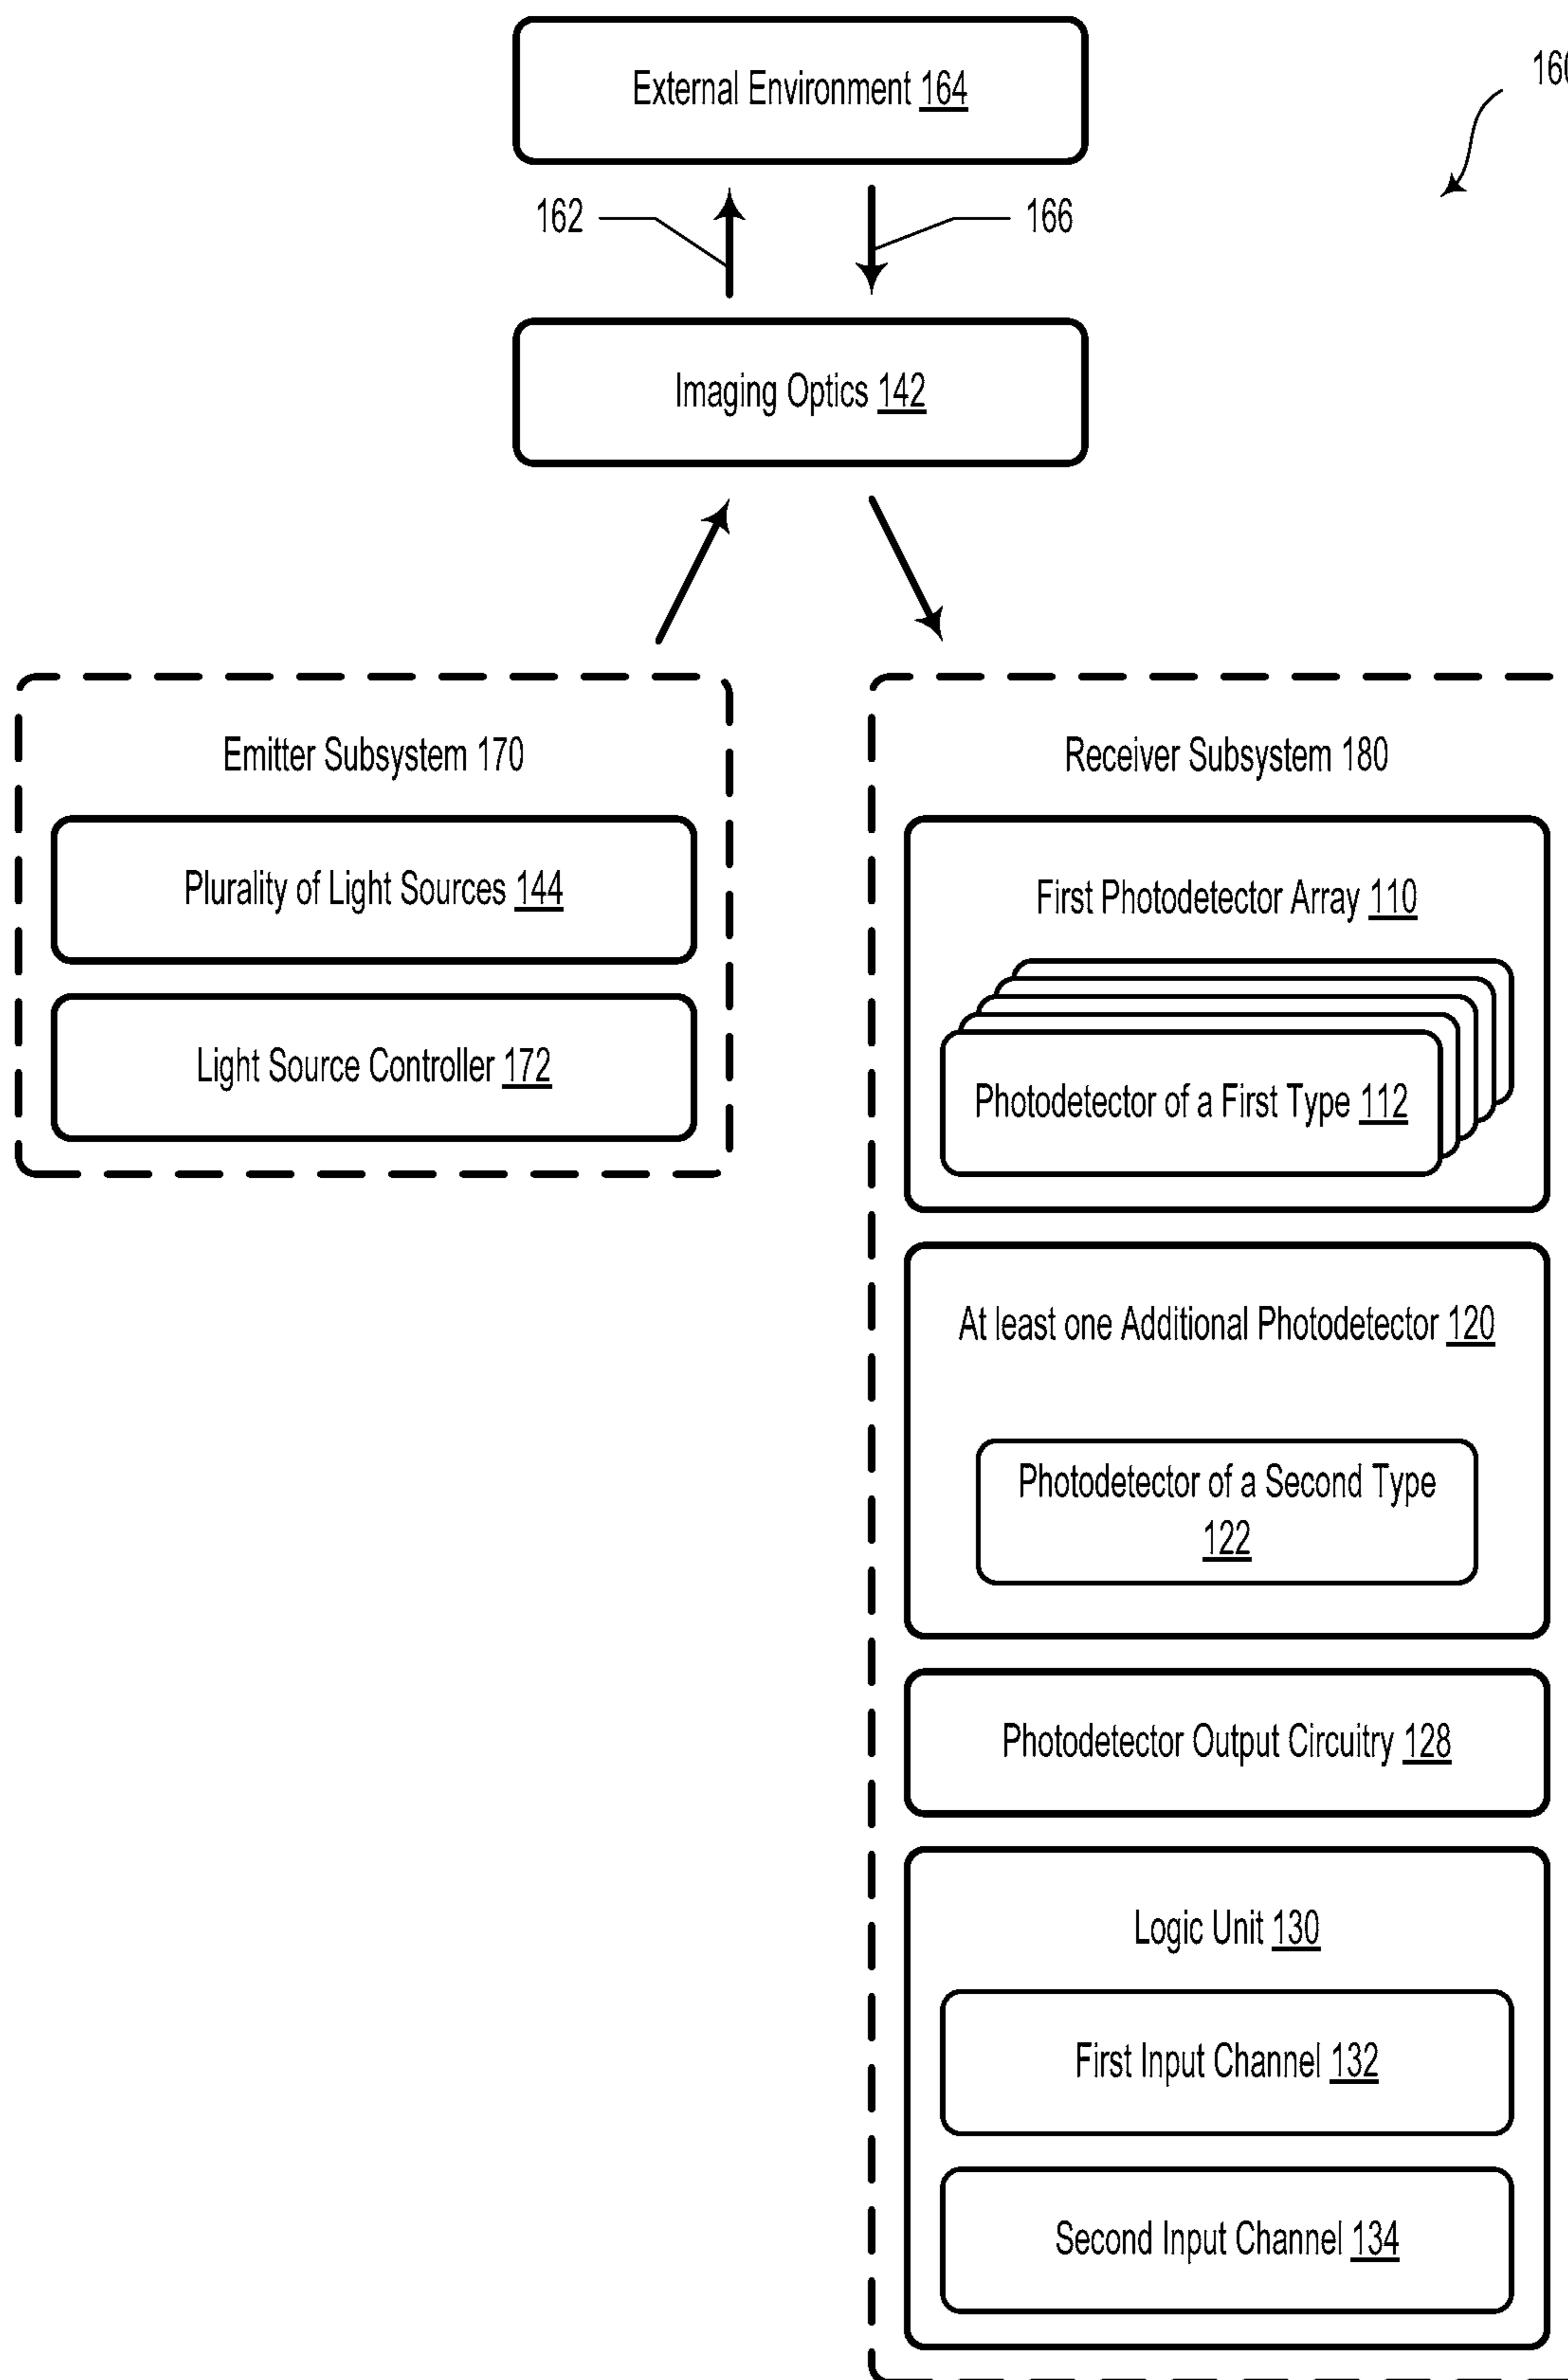 External Environment 164
160
162
166
Imaging Optics 142
Emitter Subsystem 170
Plurality of Light Sources 144
Light Source Controller 172
Receiver Subsystem 180
First Photodetector Array 110
Photodetector of a First Type 112
At least one Additional Photodetector 120
Photodetector of a Second Type
122
Photodetector Output Circuitry 128
Logic Unit 130
First Input Channel 132
Second Input Channel 134